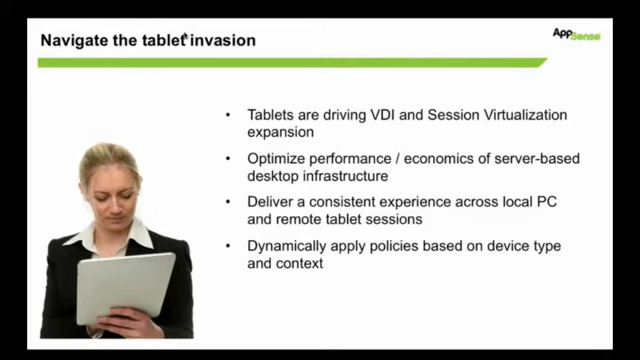 Navigate the tablet invasion
AppSense
• Tablets are driving VDI and Session Virtualization
expansion
• Optimize performance / economics of server-based
desktop infrastructure
• Deliver a consistent experience across local PC
and remote tablet sessions
• Dynamically apply policies based on device type
and context